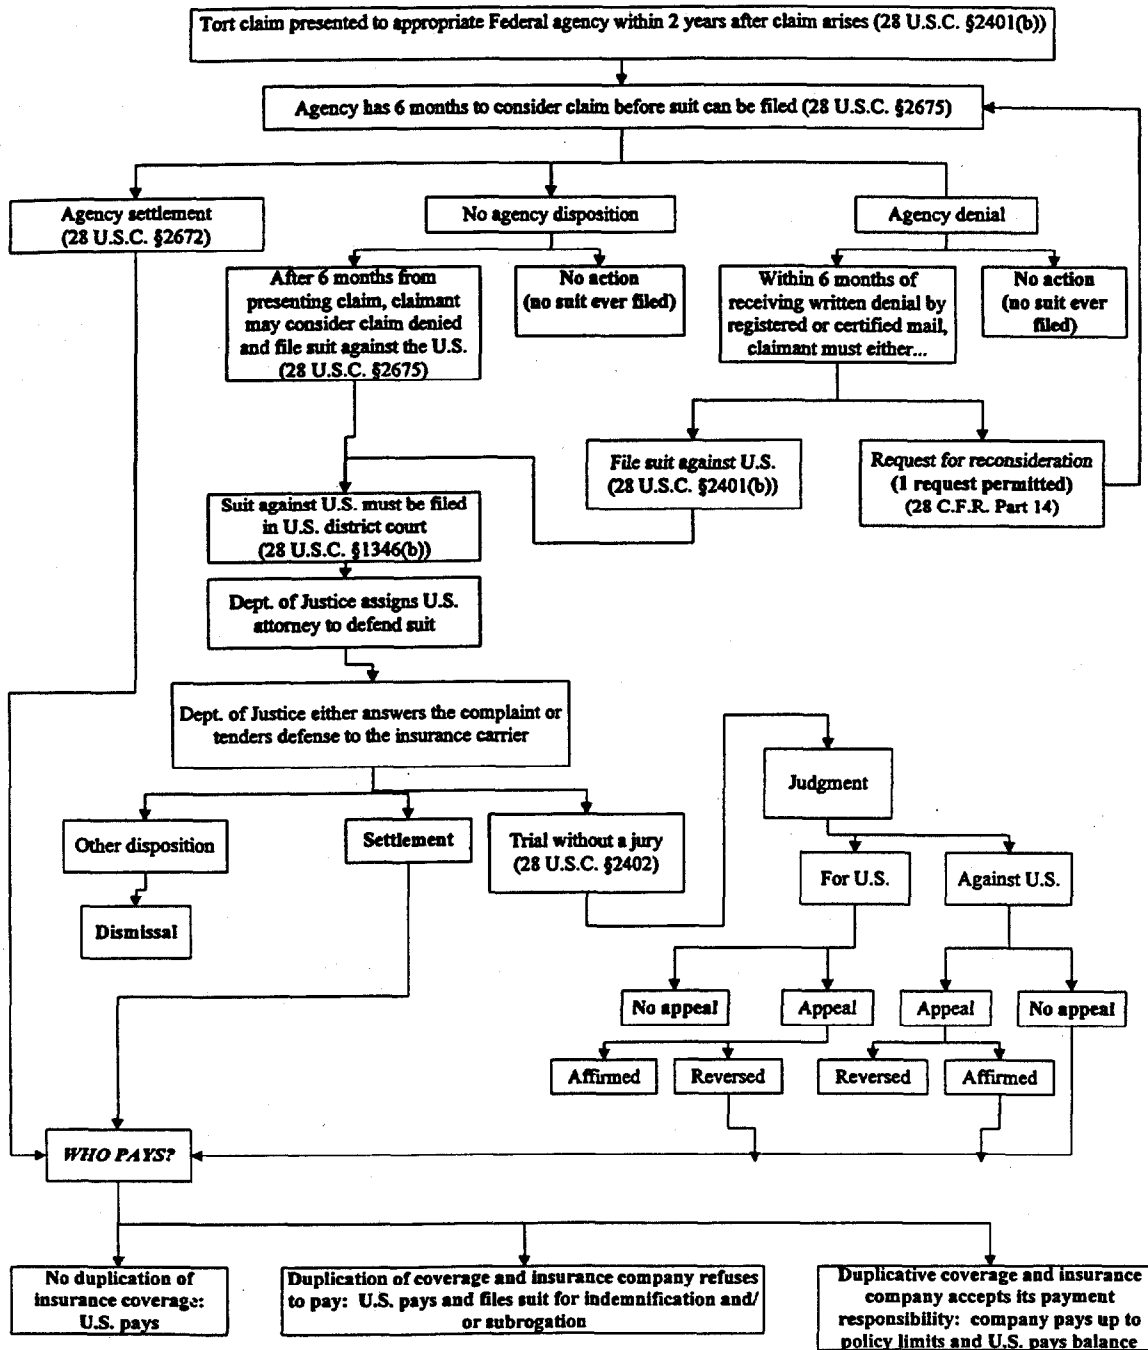 Tort claim presented to appropriate Federal agency within 2 years after claim arises (28 U.S.C. §2401(b))
Agency has 6 months to consider claim before suit can be filed (28 U.S.C. §2675)
Agency settlement
(28 U.S.C. §2672)
No agency disposition
Agency denial
After 6 months from
presenting claim, claimant
may consider claim denied
and file suit against the U.S.
(28 U.S.C. §2675)
No action
(no suit ever filed)
Within 6 months of
receiving written denial by
registered or certified mail,
claimant must either...
No action
(no suit ever
filed)
File suit against U.S.
(28 U.S.C. §2401(b))
Request for reconsideration
(1 request permitted)
(28 C.F.R. Part 14)
Suit against U.S. must be filed
in U.S. district court
(28 U.S.C. §1346(b))
Dept. of Justice assigns U.S.
attorney to defend suit
Dept. of Justice either answers the complaint or
tenders defense to the insurance carrier
Judgment
Other disposition
Settlement
Trial without a jury
(28 U.S.C. §2402)
For U.S.
Against U.S.
Dismissal
No appeal
Appeal
Appeal
No appeal
Affirmed
Reversed
Reversed
Affirmed
WHO PAYS?
No duplication of
insurance coverage:
U.S. pays
Duplication of coverage and insurance company refuses
to pay: U.S. pays and files suit for indemnification and/
or subrogation
Duplicative coverage and insurance
company accepts its payment
responsibility: company pays up to
policy limits and U.S. pays balance